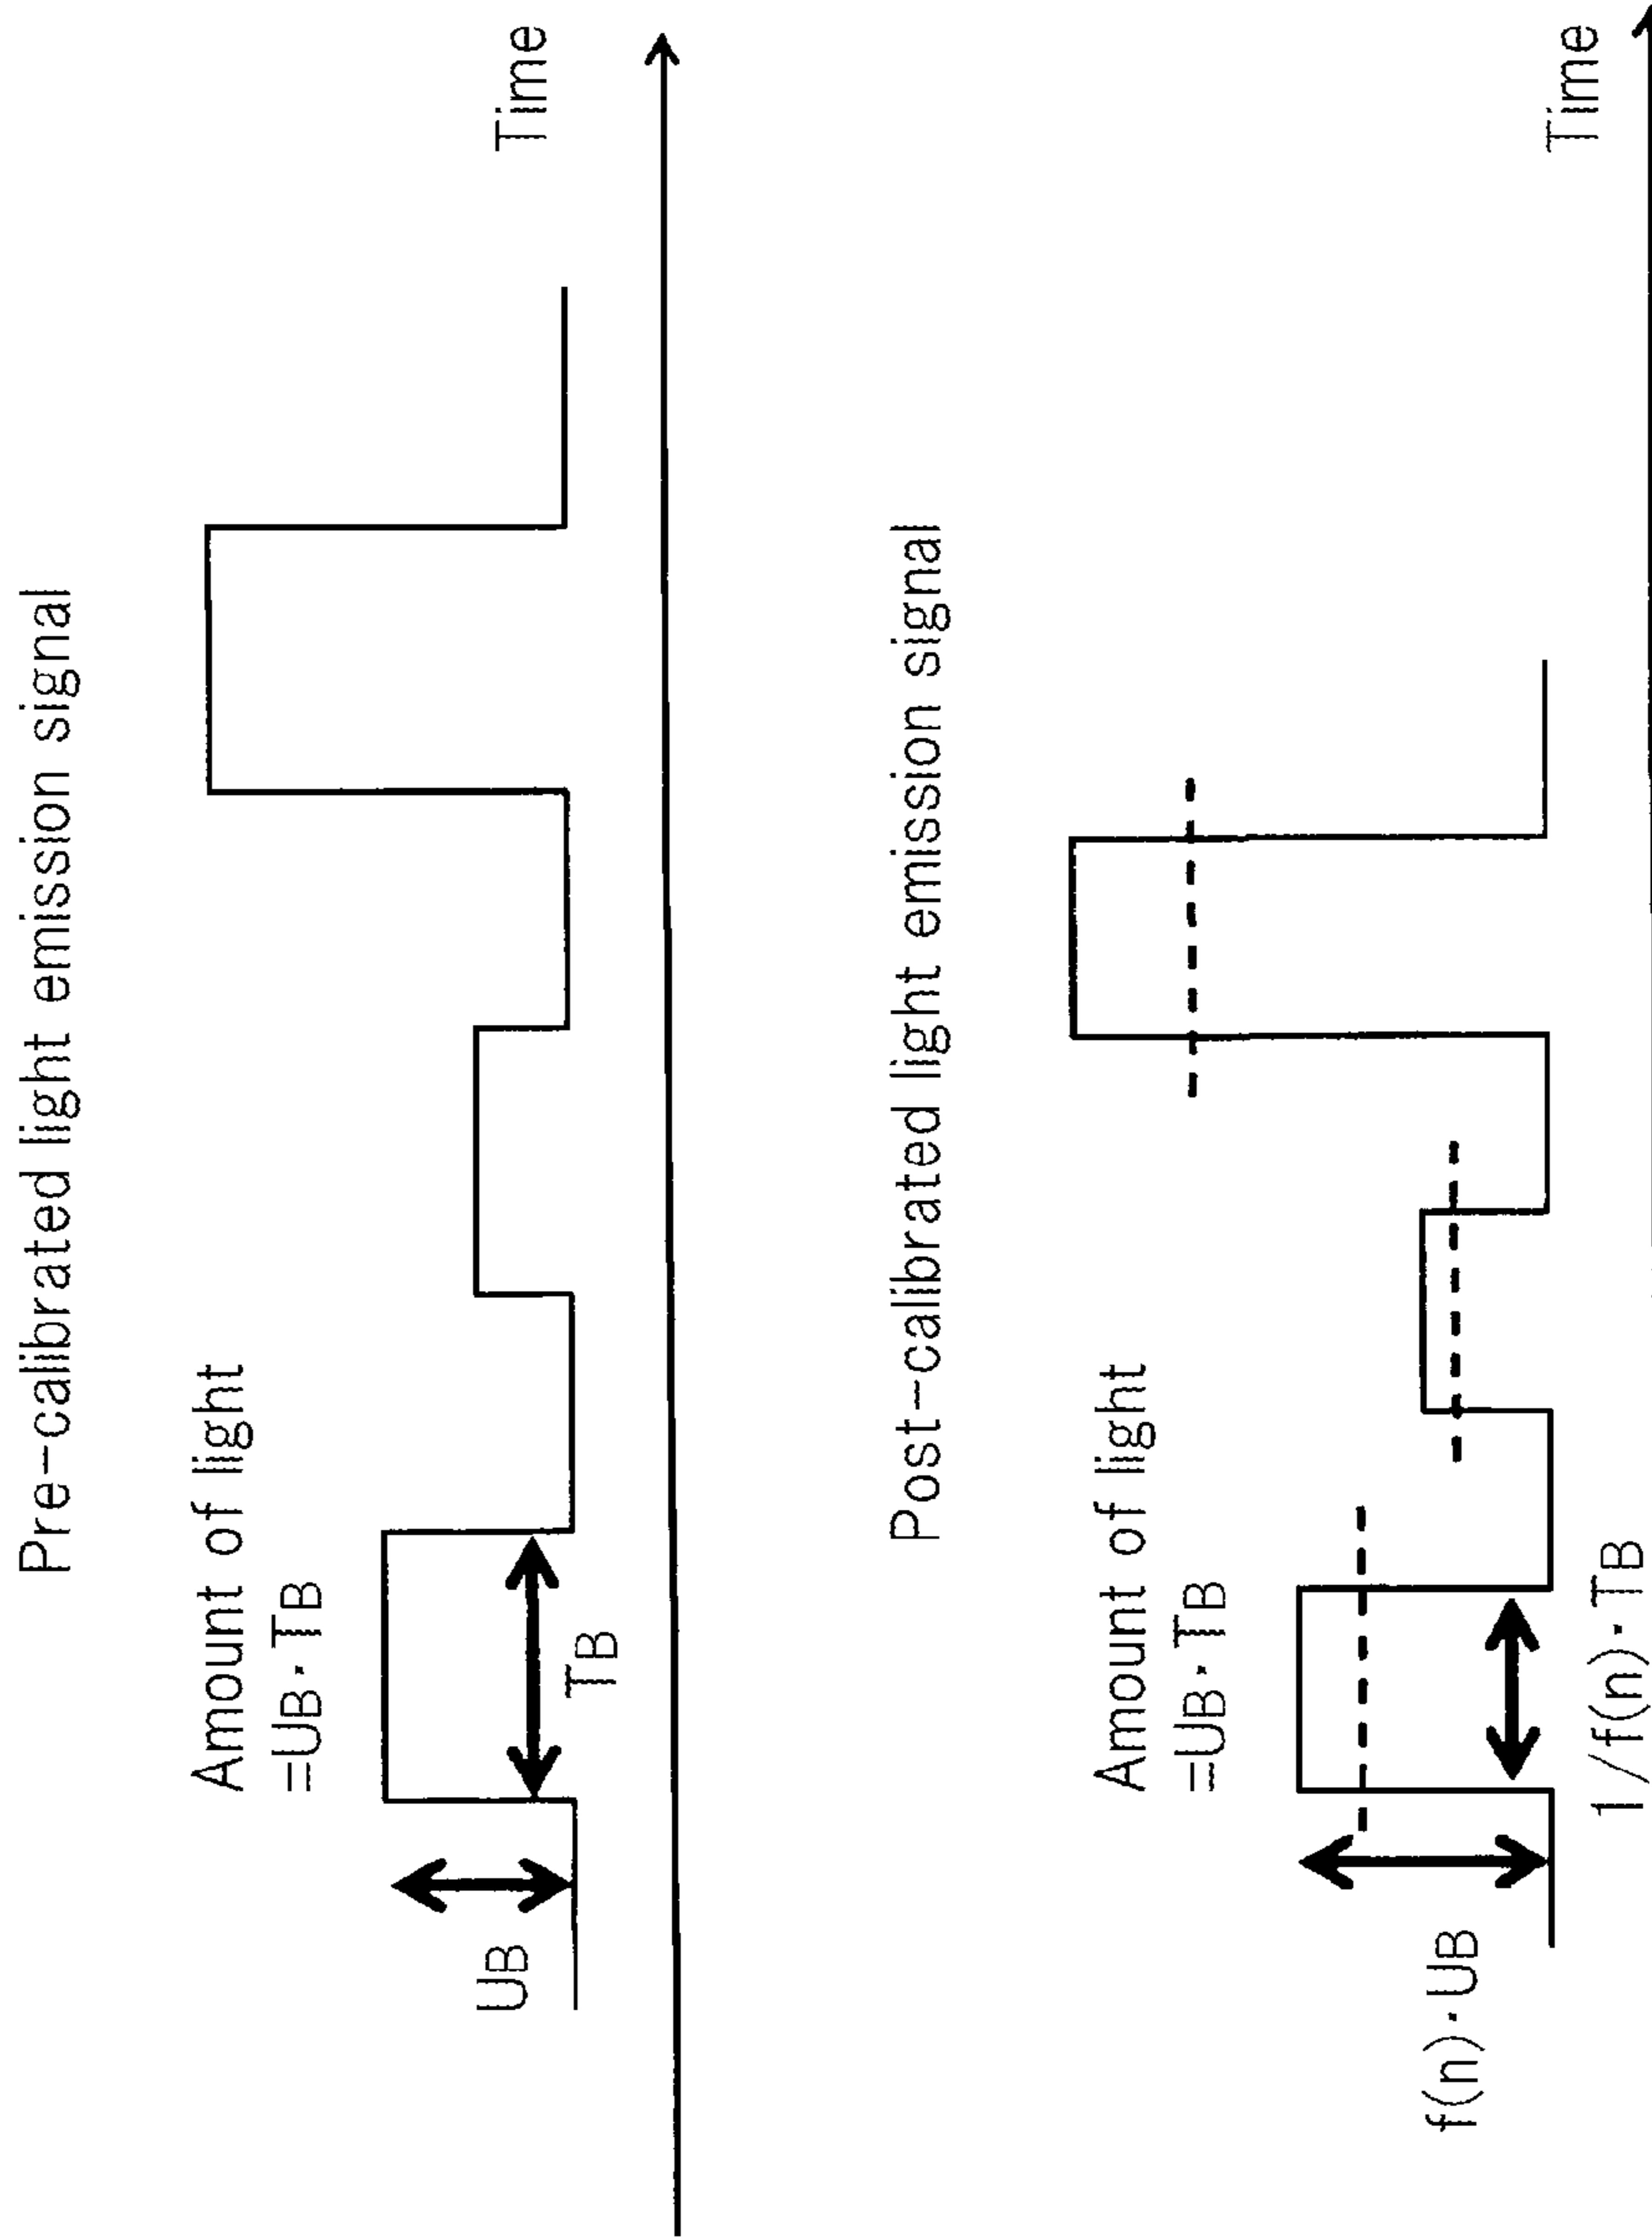 Pre-calibrated light emission signal
Amount of light
=UB·TB
UB
TB
Time
Post-calibrated light emission signal
Amount of light
=UB·TB
f(n)·UB
1/f(n)·TB
Time